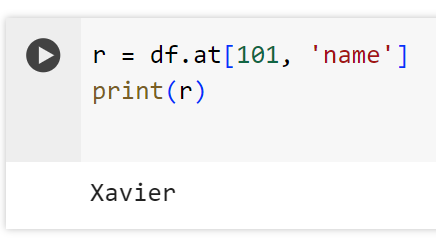 r = df.at[101, 'name']
print(r)
Xavier